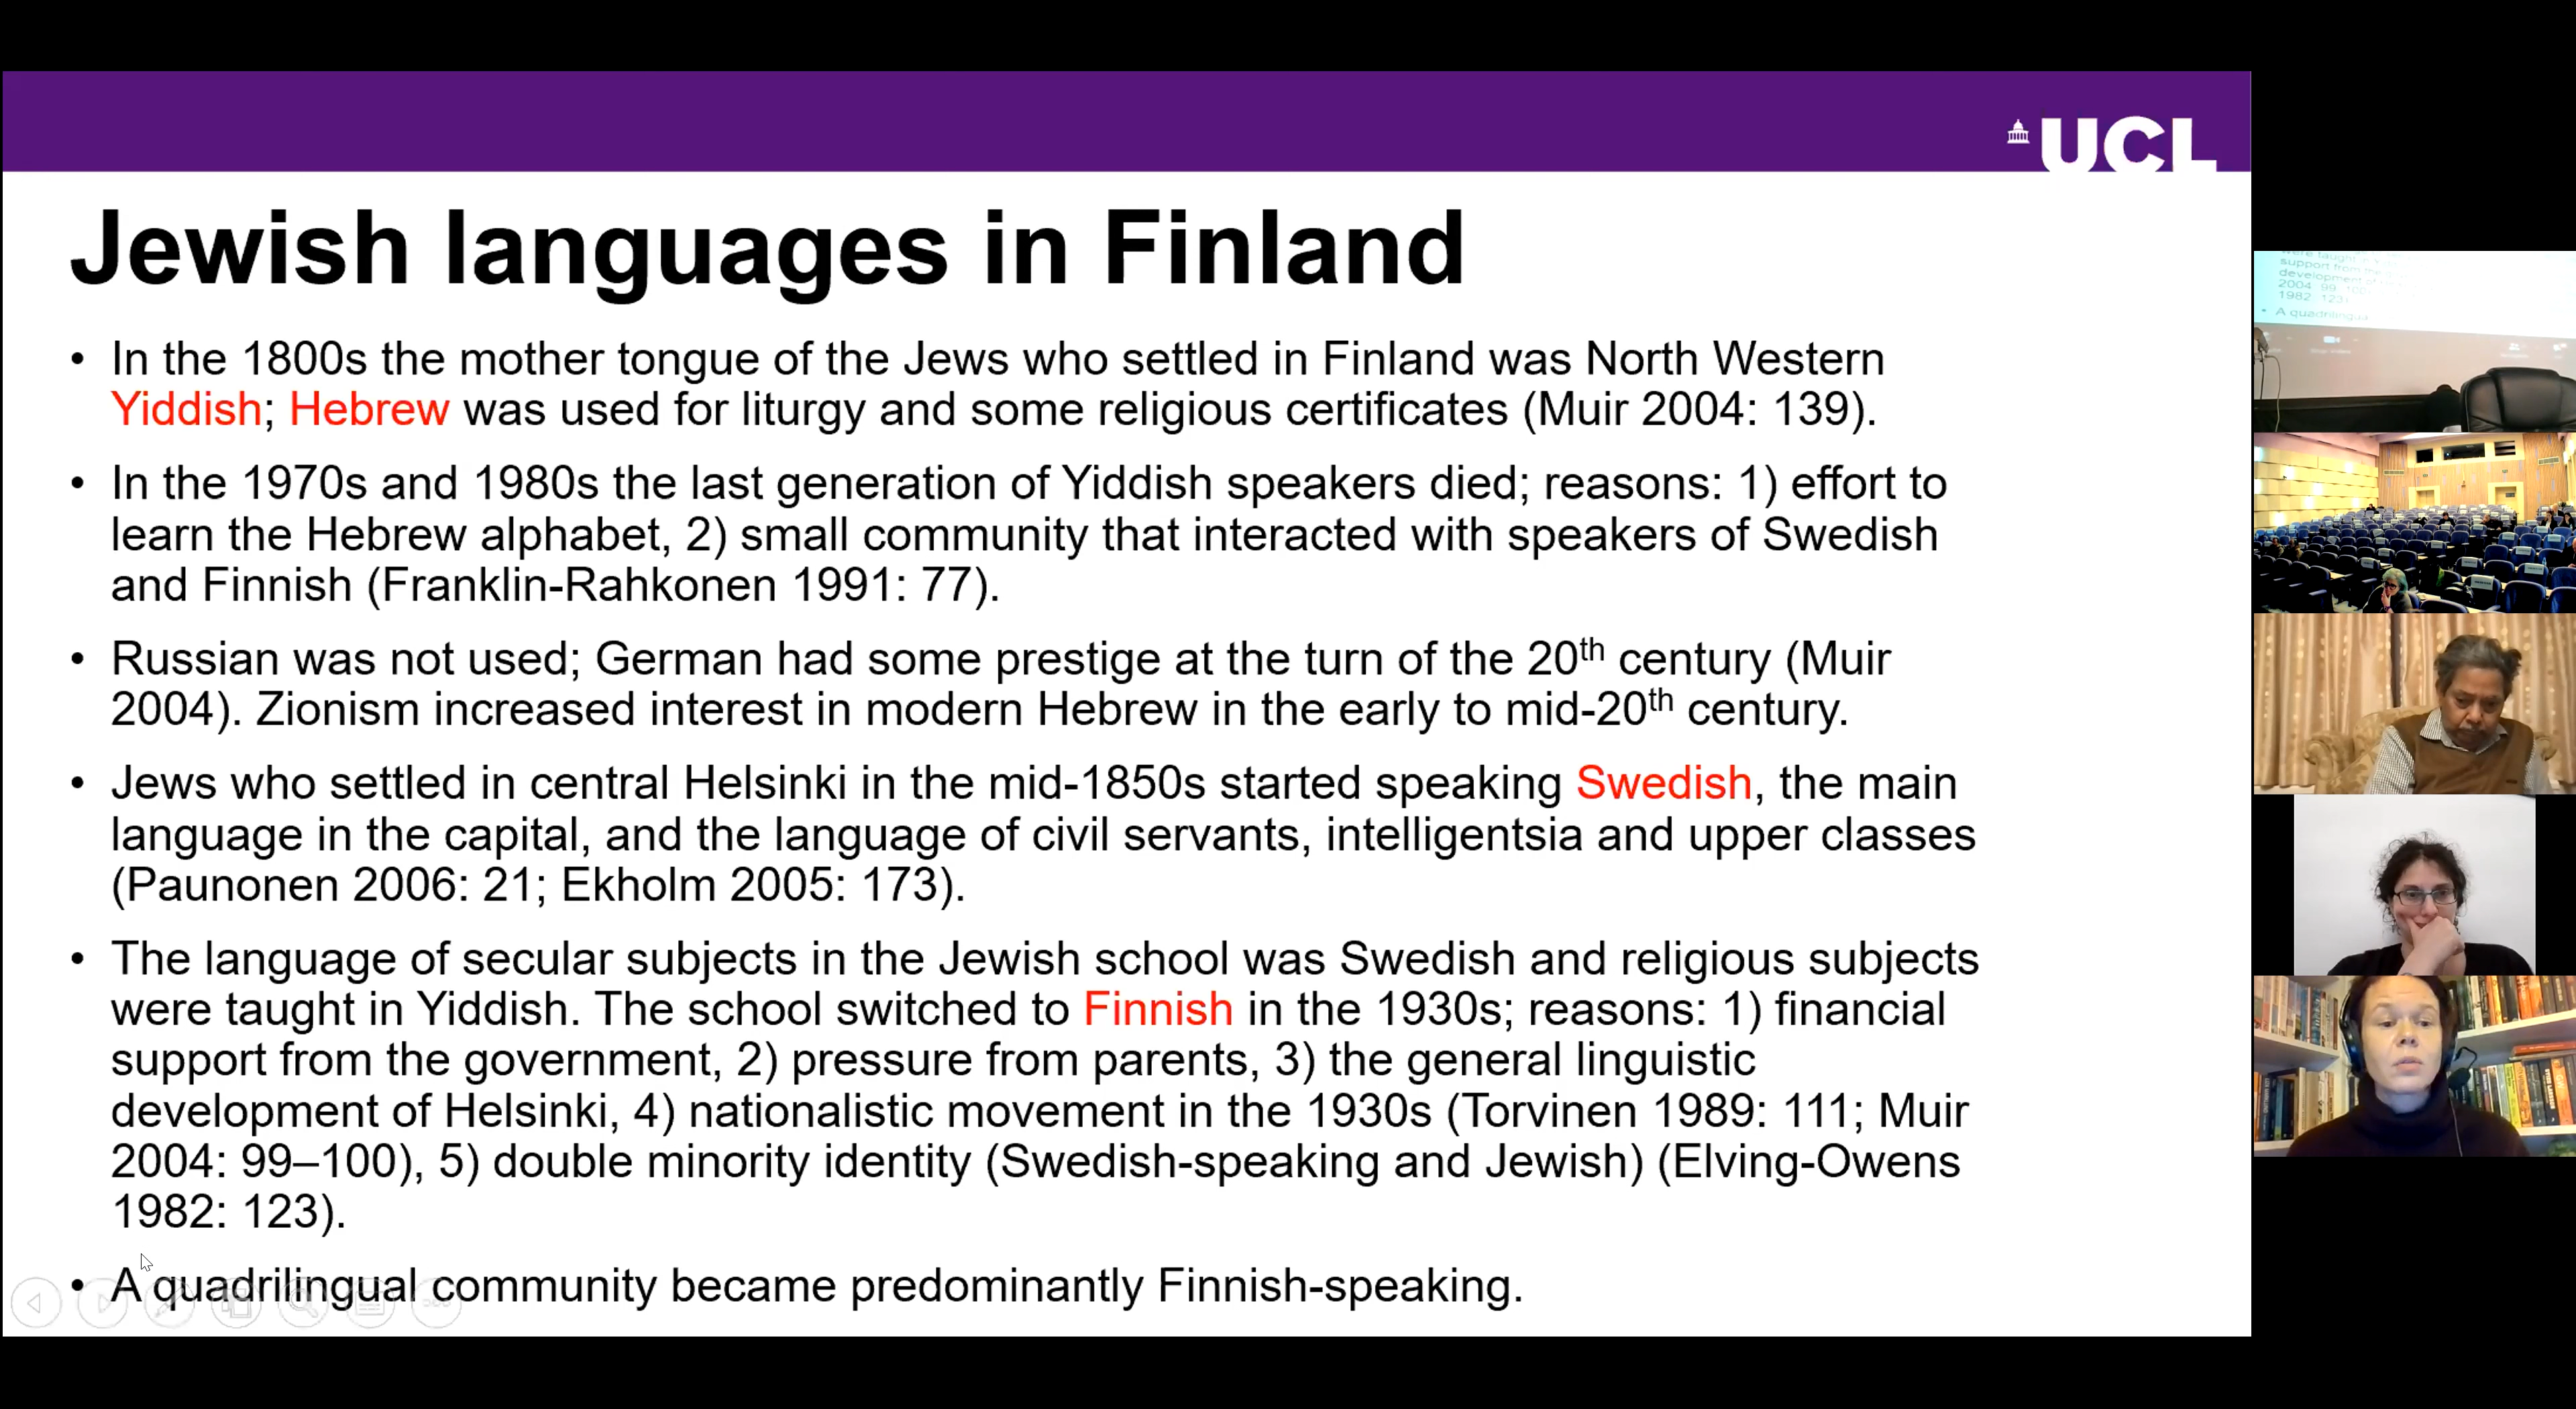 UCL
Jewish languages in Finland
• In the 1800s the mother tongue of the Jews who settled in Finland was North Western
Yiddish; Hebrew was used for liturgy and some religious certificates (Muir 2004: 139).
• In the 1970s and 1980s the last generation of Yiddish speakers died; reasons: 1) effort to
learn the Hebrew alphabet, 2) small community that interacted with speakers of Swedish
and Finnish (Franklin-Rahkonen 1991: 77).
• Russian was not used; German had some prestige at the turn of the 20th century (Muir
2004). Zionism increased interest in modern Hebrew in the early to mid-20th century.
• Jews who settled in central Helsinki in the mid-1850s started speaking Swedish, the main
language in the capital, and the language of civil servants, intelligentsia and upper classes
(Paunonen 2006: 21; Ekholm 2005: 173).
• The language of secular subjects in the Jewish school was Swedish and religious subjects
were taught in Yiddish. The school switched to Finnish in the 1930s; reasons: 1) financial
support from the government, 2) pressure from parents, 3) the general linguistic
development of Helsinki, 4) nationalistic movement in the 1930s (Torvinen 1989: 111; Muir
2004: 99–100), 5) double minority identity (Swedish-speaking and Jewish) (Elving-Owens
1982: 123).
• A quadrilingual community became predominantly Finnish-speaking.
were taught
support from
development
2004: 99
1982: 123
• A quadrilingua